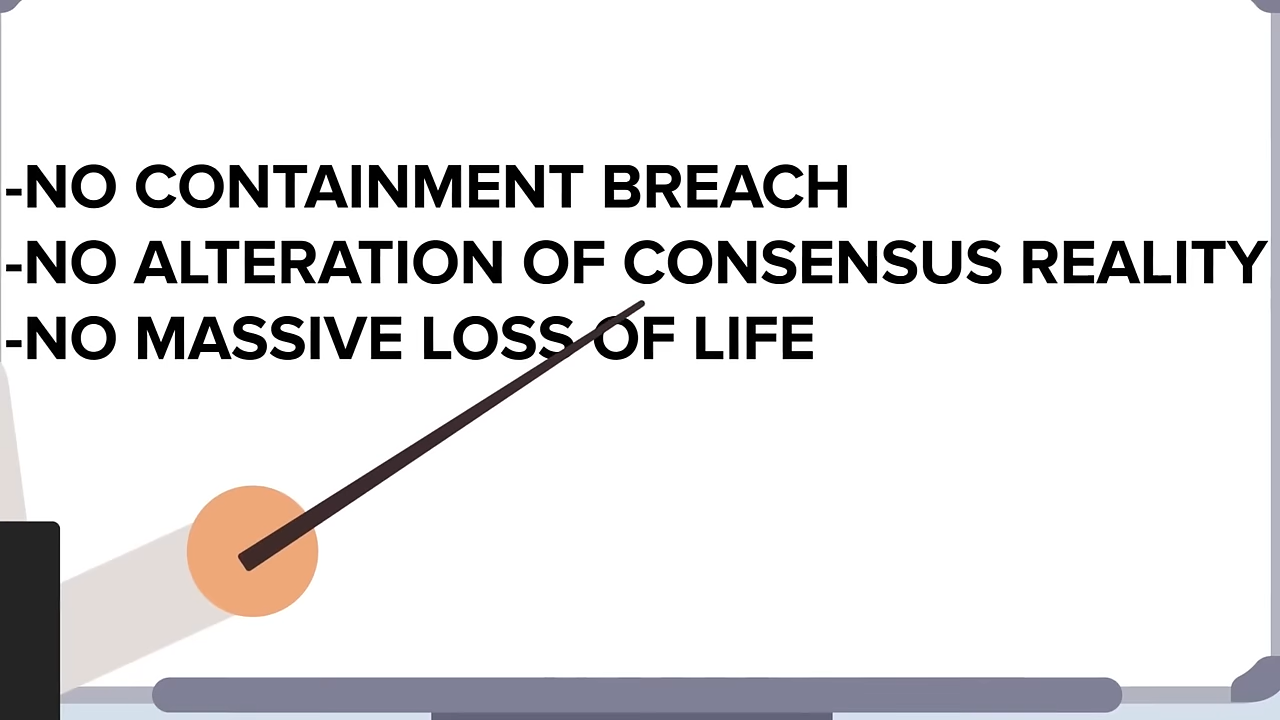 -NO CONTAINMENT BREACH
-NO ALTERATION OF CONSENSUS REALITY
-NO MASSIVE LOSS OF LIFE